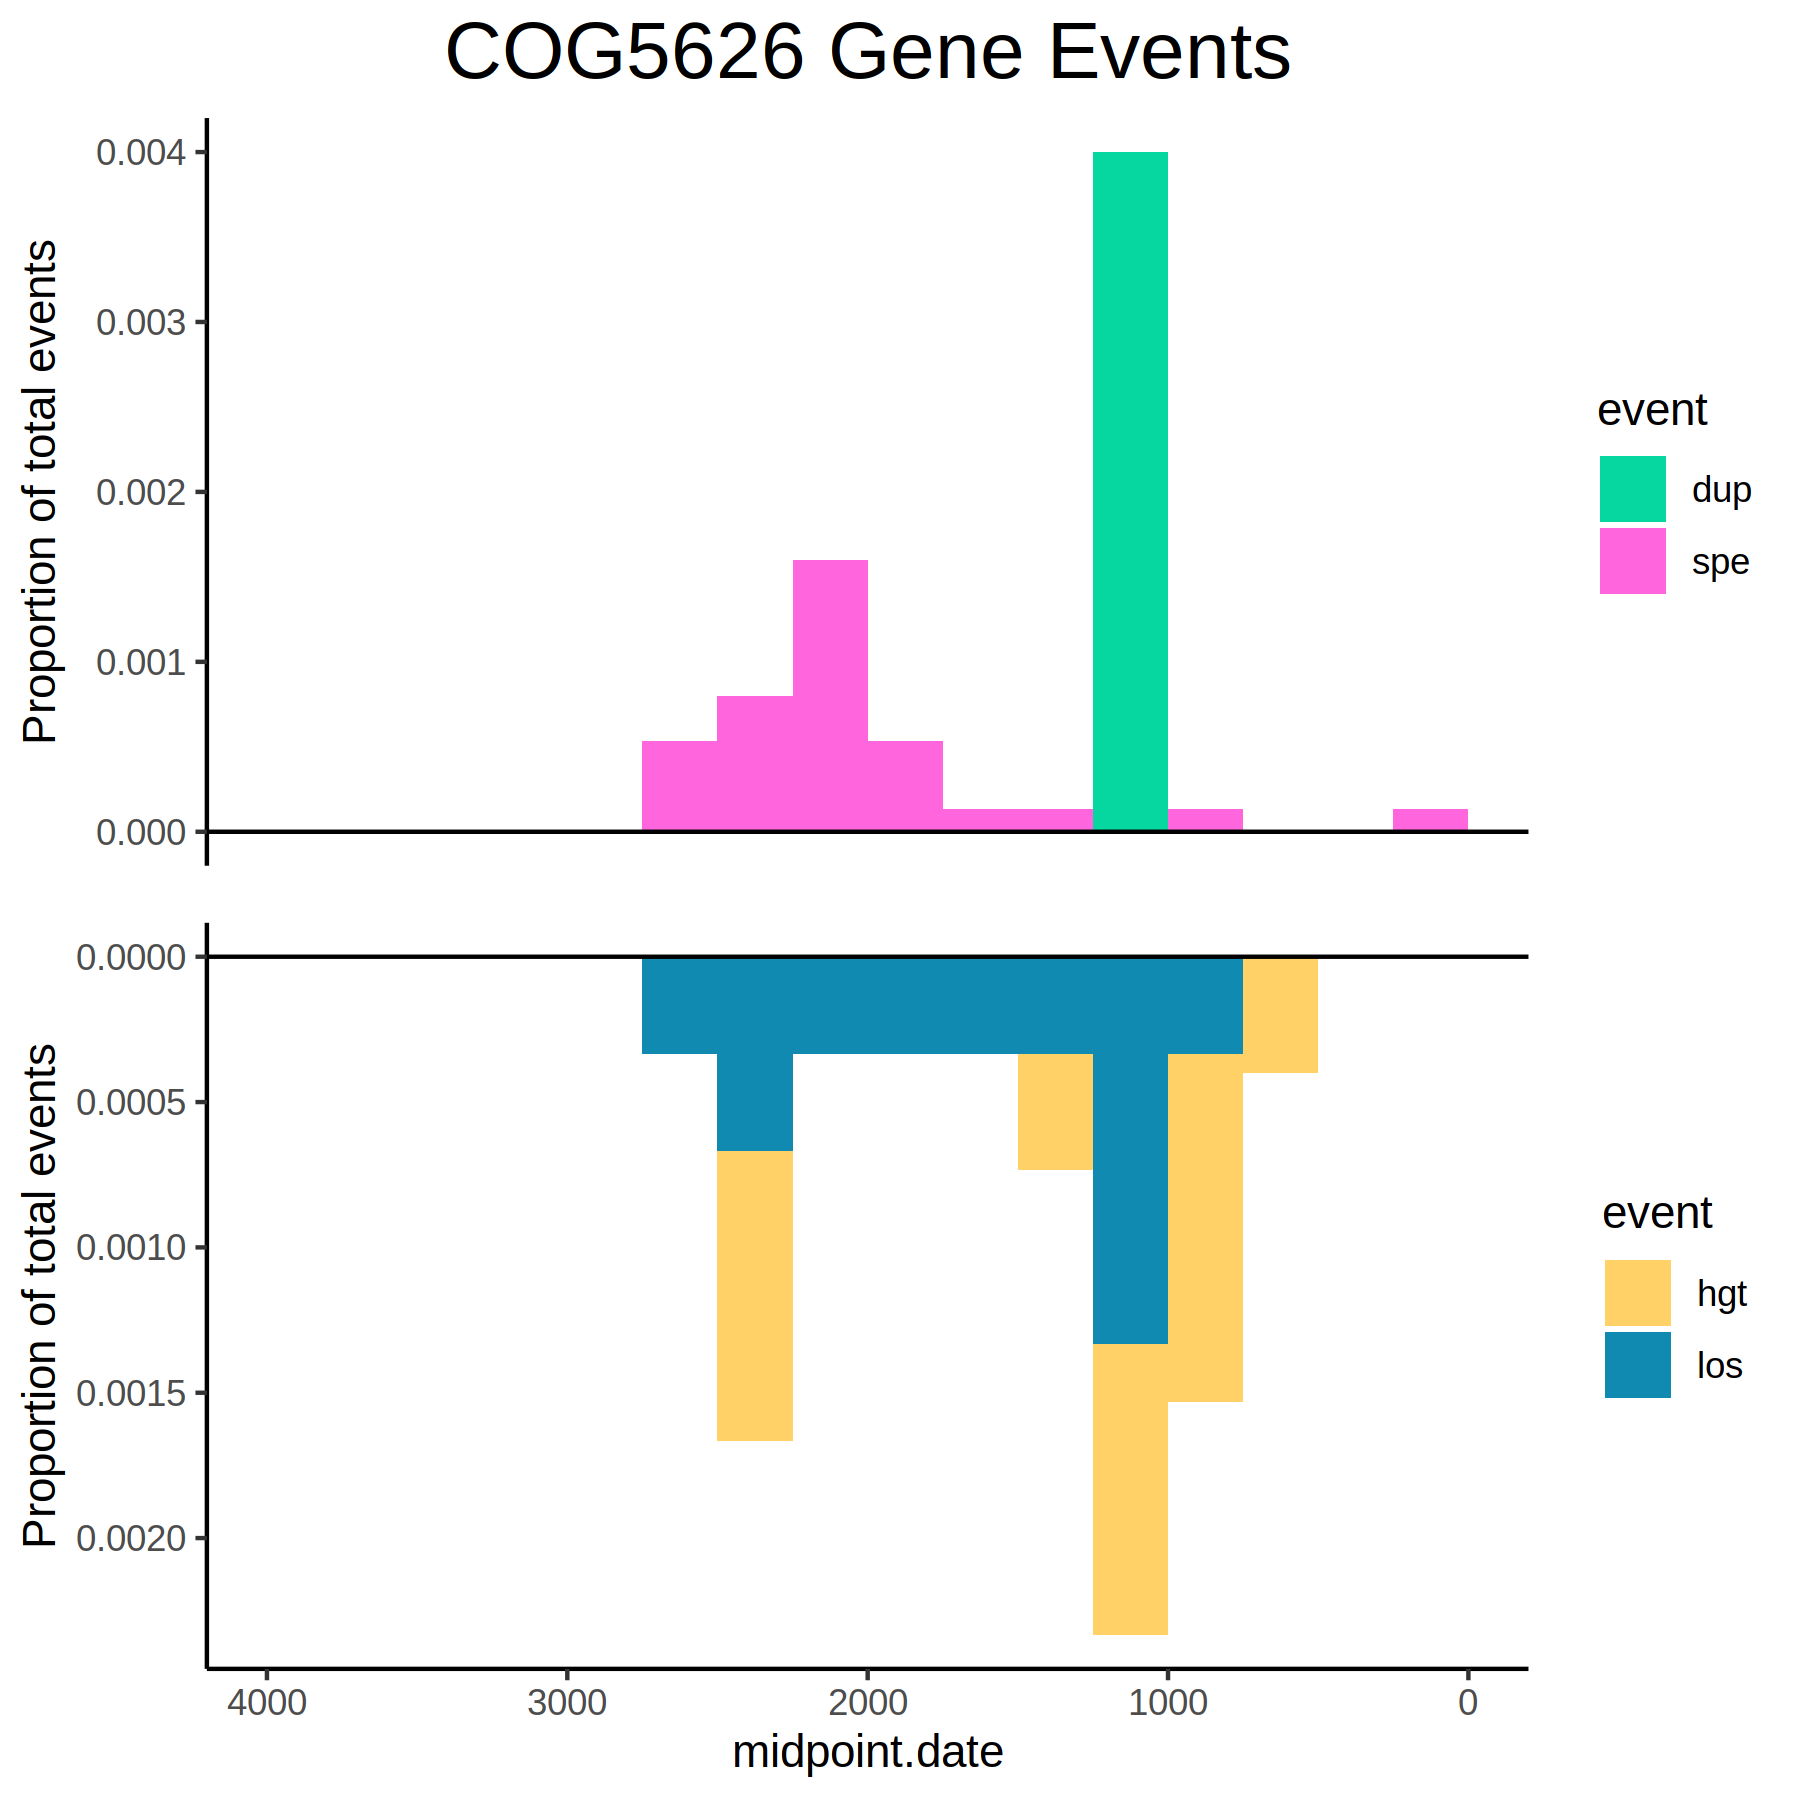 COG5626 Gene Events
Proportion of total events
0.004
0.003
0.002
0.001
0.000
event
dup
spe
Proportion of total events
0.0000
0.0005
0.0010
0.0015
0.0020
event
hgt
los
4000 3000 2000 1000 0
midpoint.date